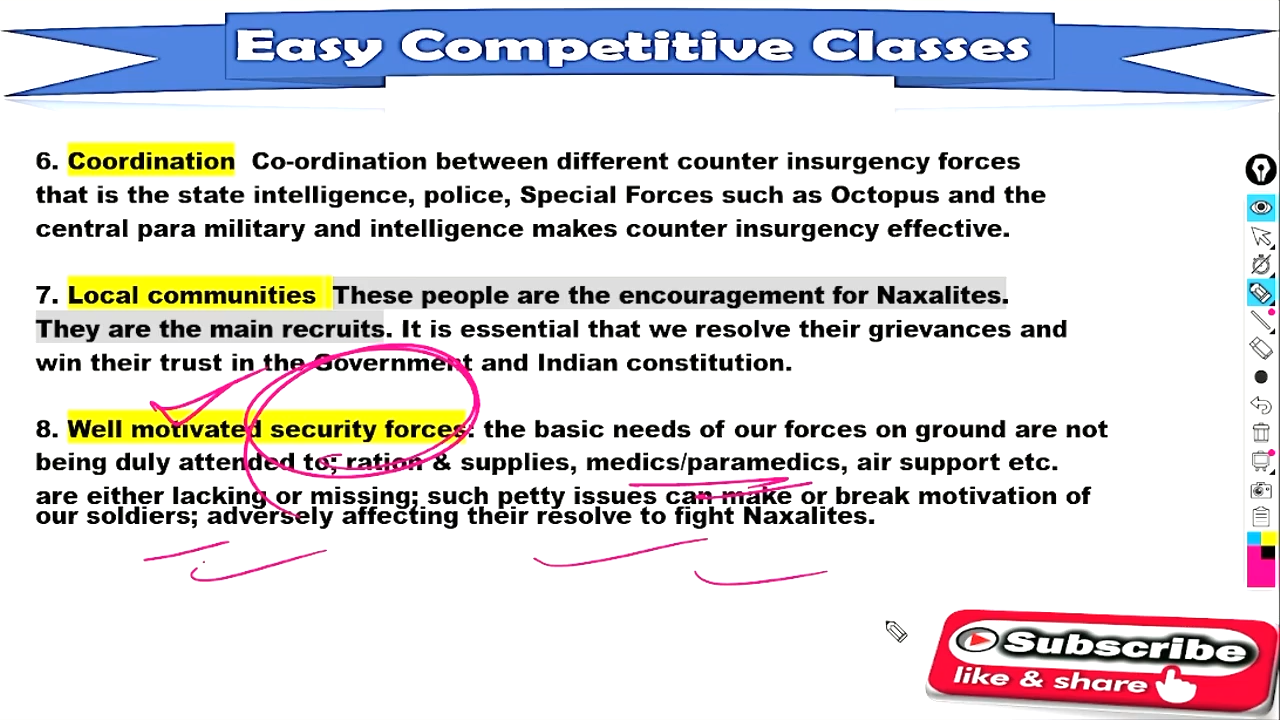 Easy Competitive Classes
6. Coordination Co-ordination between different counter insurgency forces
that is the state intelligence, police, Special Forces such as Octopus and the
central para military and intelligence makes counter insurgency effective.
7. Local communities These people are the encouragement for Naxalites.
They are the main recruits. It is essential that we resolve their grievances and
win their trust in the Government and Indian constitution.
8. Well motivated security forces: the basic needs of our forces on ground are not
being duly attended to; ration & supplies, medics/paramedics, air support etc.
are either lacking or missing; such petty issues can make or break motivation of
our soldiers; adversely affecting their resolve to fight Naxalites.
Subscribe
like & share